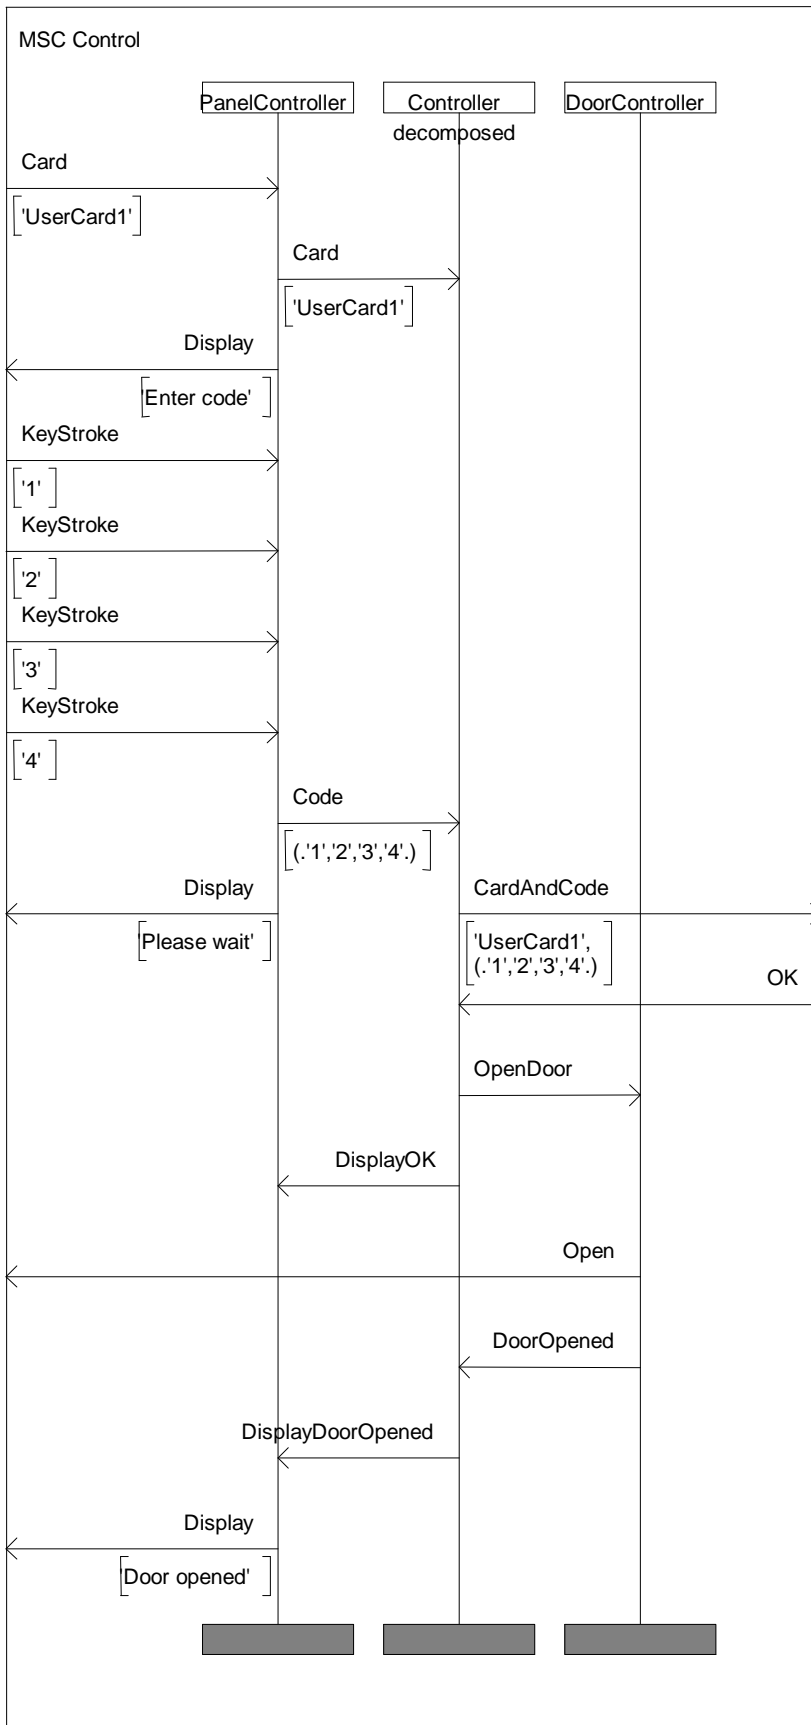 MSC Control
PanelController
Controller
DoorController
decomposed
Card
'UserCard1'
Card
'UserCard1'
Display
'Enter code'
KeyStroke
'1'
KeyStroke
'2'
KeyStroke
'3'
KeyStroke
'4'
Code
(.'1','2','3','4'.)
Display
CardAndCode
'Please wait'
'UserCard1',
(.'1','2','3','4'.)
OK
OpenDoor
DisplayOK
Open
DoorOpened
DisplayDoorOpened
Display
'Door opened'